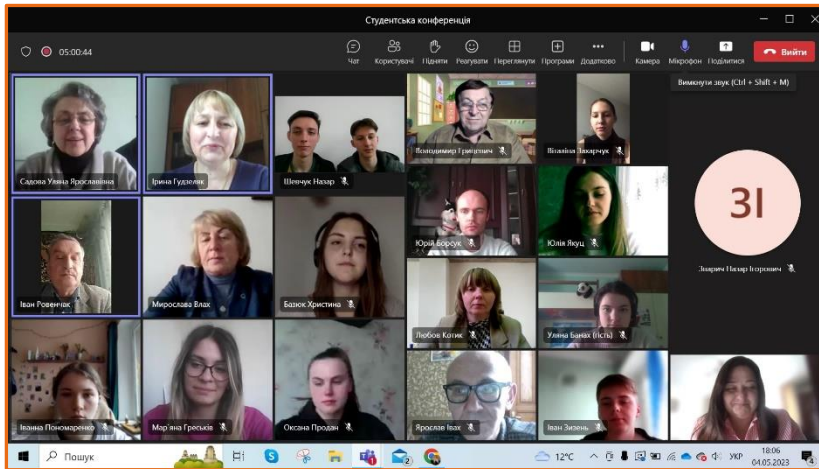 Студентська конференція
05:00:44
Чат Користувачі Підняти Реагувати Переглянути Програми Додатково Камера Мікрофон Поділитися Вийти
Вимкнути звук (Ctrl + Shift + M)
Садова Уляна Ярославівна
Ірина Гудзеляк
Шевчук Назар
Володимир Грицевич
Віталіна Захарчук
ЗІ
Зварич Назар Ігорович
Юрій Борсук
Юлія Якуц
Іван Ровенчак
Мирослава Влах
Базюк Христина
Любов Котик
Уляна Банах (гість)
Іванна Пономаренко
Мар'яна Греськів
Оксана Продан
Ярослав Івах
Іван Зизень
Пошук
12°C
УКР
18:06
04.05.2023